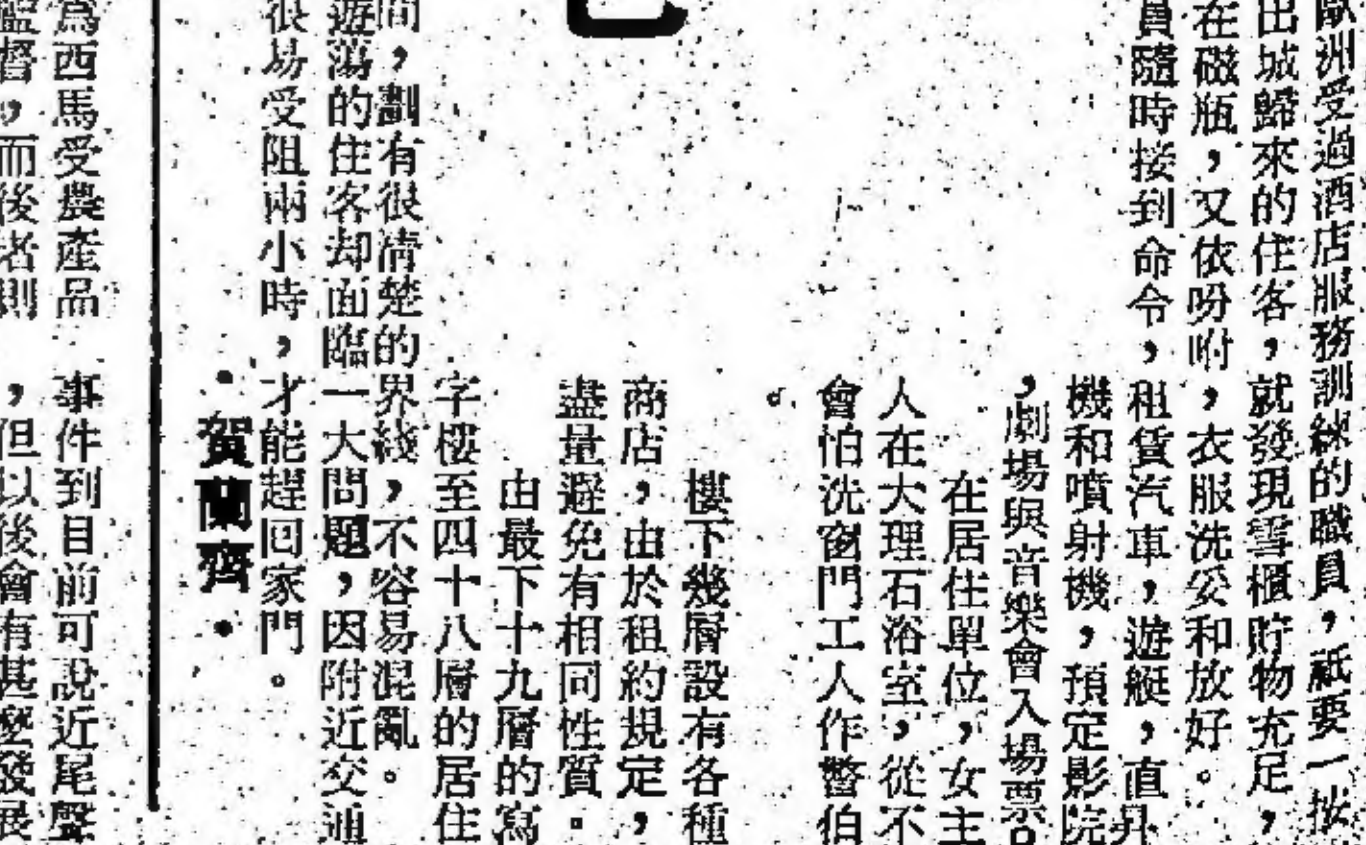 歐洲受過酒店服務訓練的職員，祇要一按
出城歸來的住客，就發現雪櫃貯物充足，
在磁瓶，又依吩咐，衣服洗妥和放好。
員隨時接到命令，租賃汽車，遊艇，直昇
機和噴射機，預定影院
，劇場與音樂會入場票。
在居住單位，女主
人在大理石浴室，從不
會怕洗窗門工人作瞥伯
。
樓下幾層設有各種
商店，由於租約規定，
盡量避免有相同性質。
由最下十九層的寫
字樓至四十八層的居住
間，劃有很清楚的界綫，不容易混亂。
遊蕩的住客却面臨一大問題，因附近交通
很易受阻兩小時，才能趕回家門。
·賀蘭齊·
為西馬受農產品　事件到目前可說近尾聲
監督，而後者則　，但以後會有甚麼發展